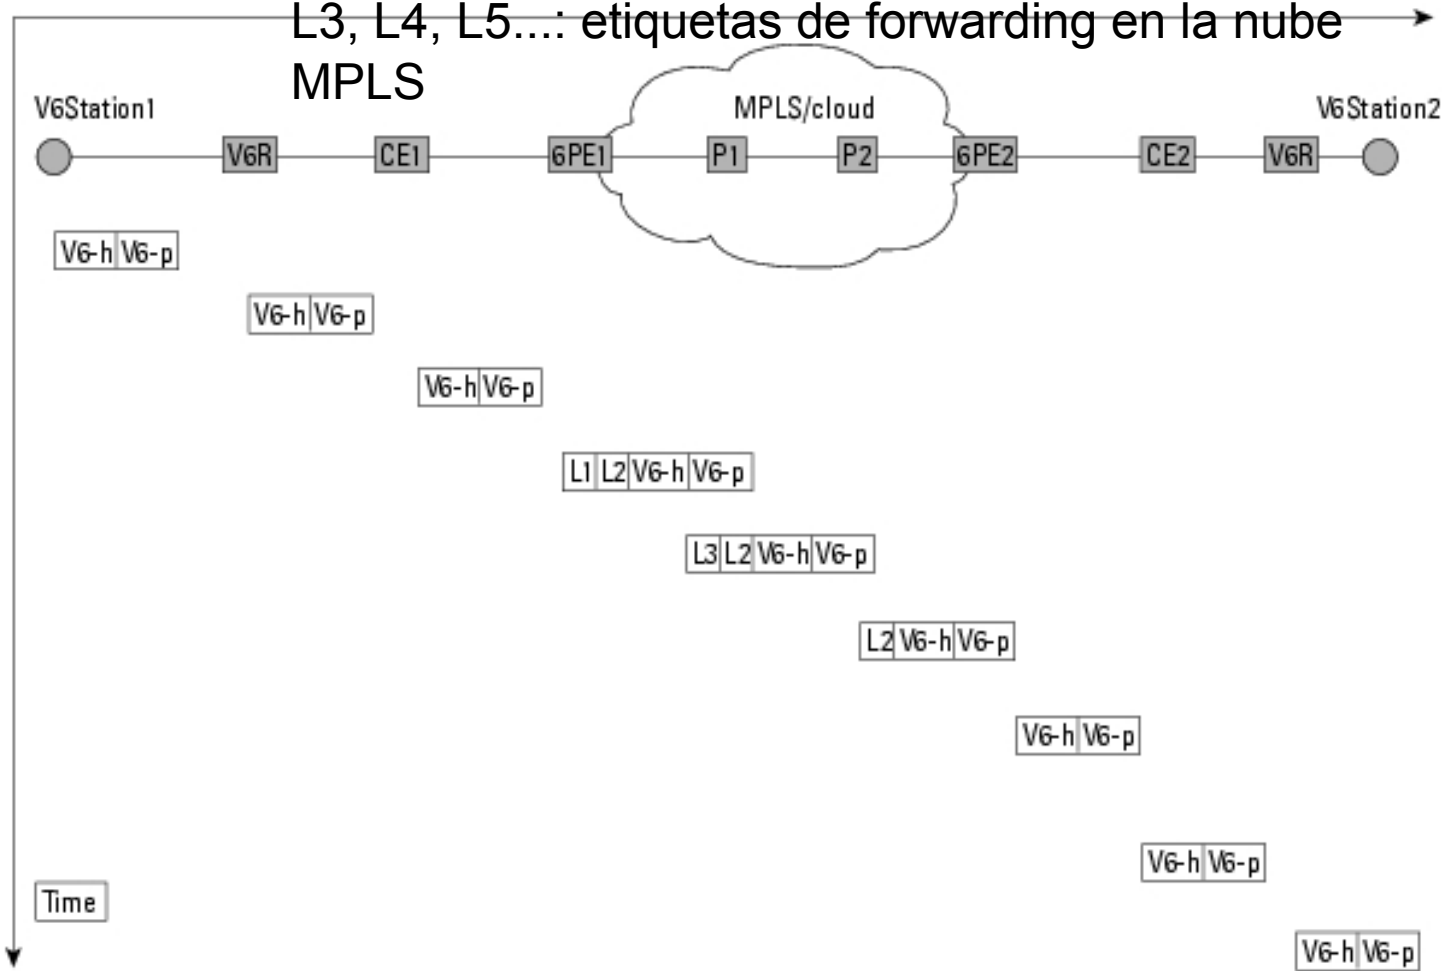 L3, L4, L5...: etiquetas de forwarding en la nube
MPLS
V6Station1
MPLS/cloud
V6Station2
V6R
CE1
6PE1
P1
P2
6PE2
CE2
V6R
V6-h V6-p
V6-h V6-p
V6-h V6-p
L1 L2 V6-h V6-p
L3 L2 V6-h V6-p
L2 V6-h V6-p
V6-h V6-p
V6-h V6-p
Time
V6-h V6-p